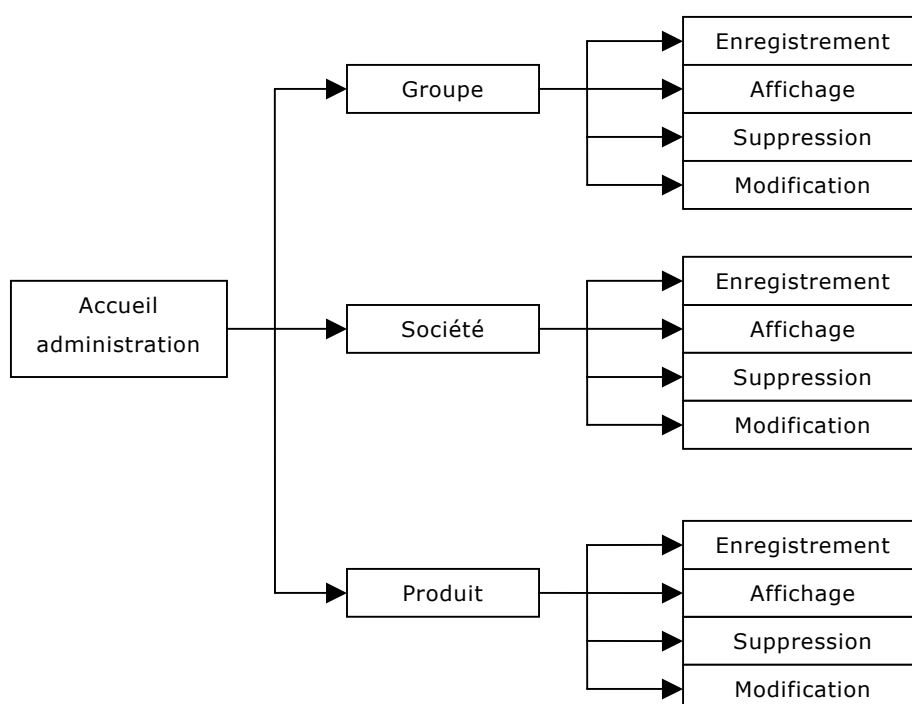 Accueil
administration
Groupe
Enregistrement
Affichage
Suppression
Modification
Société
Enregistrement
Affichage
Suppression
Modification
Produit
Enregistrement
Affichage
Suppression
Modification